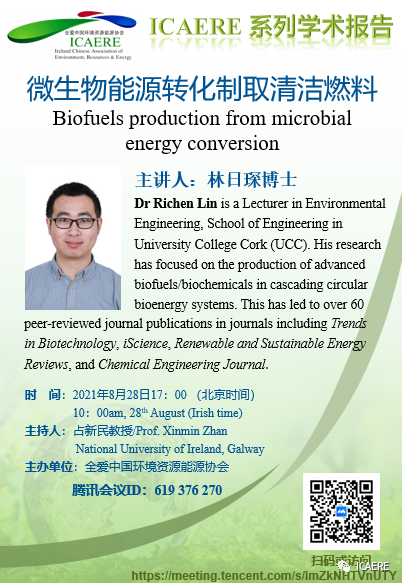 全爱中国环境资源能源协会
ICAERE
Ireland Chinese Association of
Environment, Resources & Energy
ICAERE 系列学术报告
微生物能源转化制取清洁燃料
Biofuels production from microbial
energy conversion
主讲人：林日琛博士
Dr Richen Lin is a Lecturer in Environmental
Engineering, School of Engineering in
University College Cork (UCC). His research
has focused on the production of advanced
biofuels/biochemicals in cascading circular
bioenergy systems. This has led to over 60
peer-reviewed journal publications in journals including Trends
in Biotechnology, iScience, Renewable and Sustainable Energy
Reviews, and Chemical Engineering Journal.
时 间：2021年8月28日17：00 （北京时间）
10：00am, 28th August (Irish time)
主持人：占新民教授/Prof. Xinmin Zhan
National University of Ireland, Galway
主办单位：全爱中国环境资源能源协会
腾讯会议ID：619 376 270
扫码或访问
ICAERE